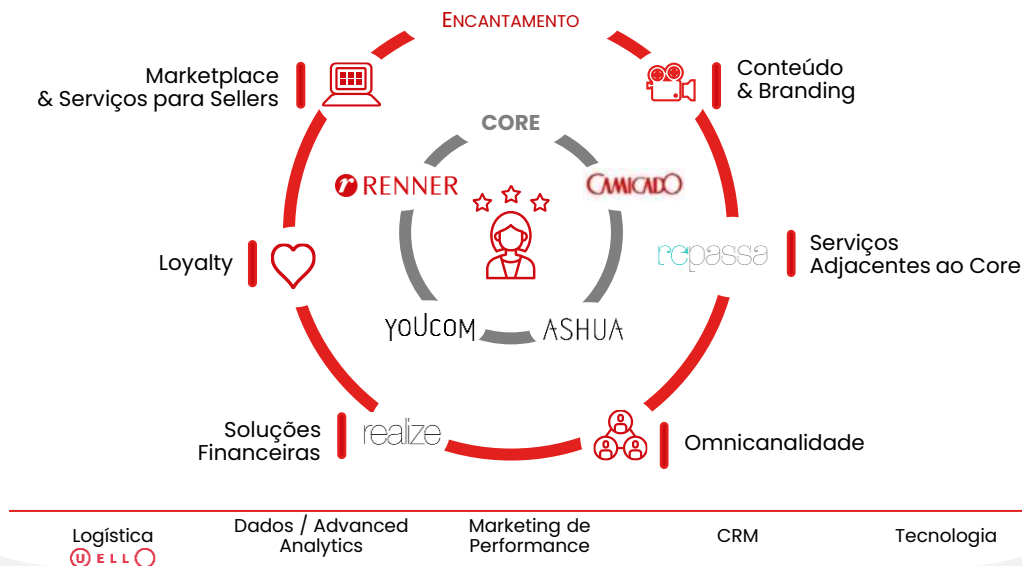 ENCANTAMENTO
Marketplace
& Serviços para Sellers
Conteúdo
& Branding
CORE
RENNER
CAMICADO
Loyalty
repassa
Serviços
Adjacentes ao Core
YOUCOM
ASHUA
Soluções
Financeiras
realize
Omnicanalidade
Logística
UELLO
Dados / Advanced
Analytics
Marketing de
Performance
CRM
Tecnologia